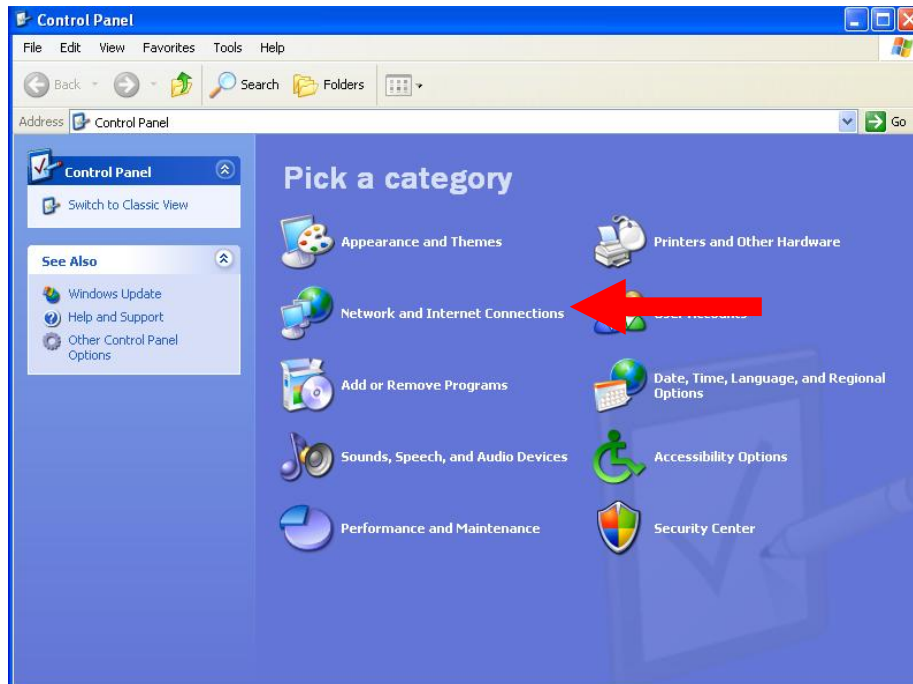 Control Panel
File Edit View Favorites Tools Help
Back Search Folders
Address Control Panel Go
Control Panel
Switch to Classic View
See Also
Windows Update
Help and Support
Other Control Panel
Options
Pick a category
Appearance and Themes
Printers and Other Hardware
Network and Internet Connections
User Accounts
Add or Remove Programs
Date, Time, Language, and Regional
Options
Sounds, Speech, and Audio Devices
Accessibility Options
Performance and Maintenance
Security Center